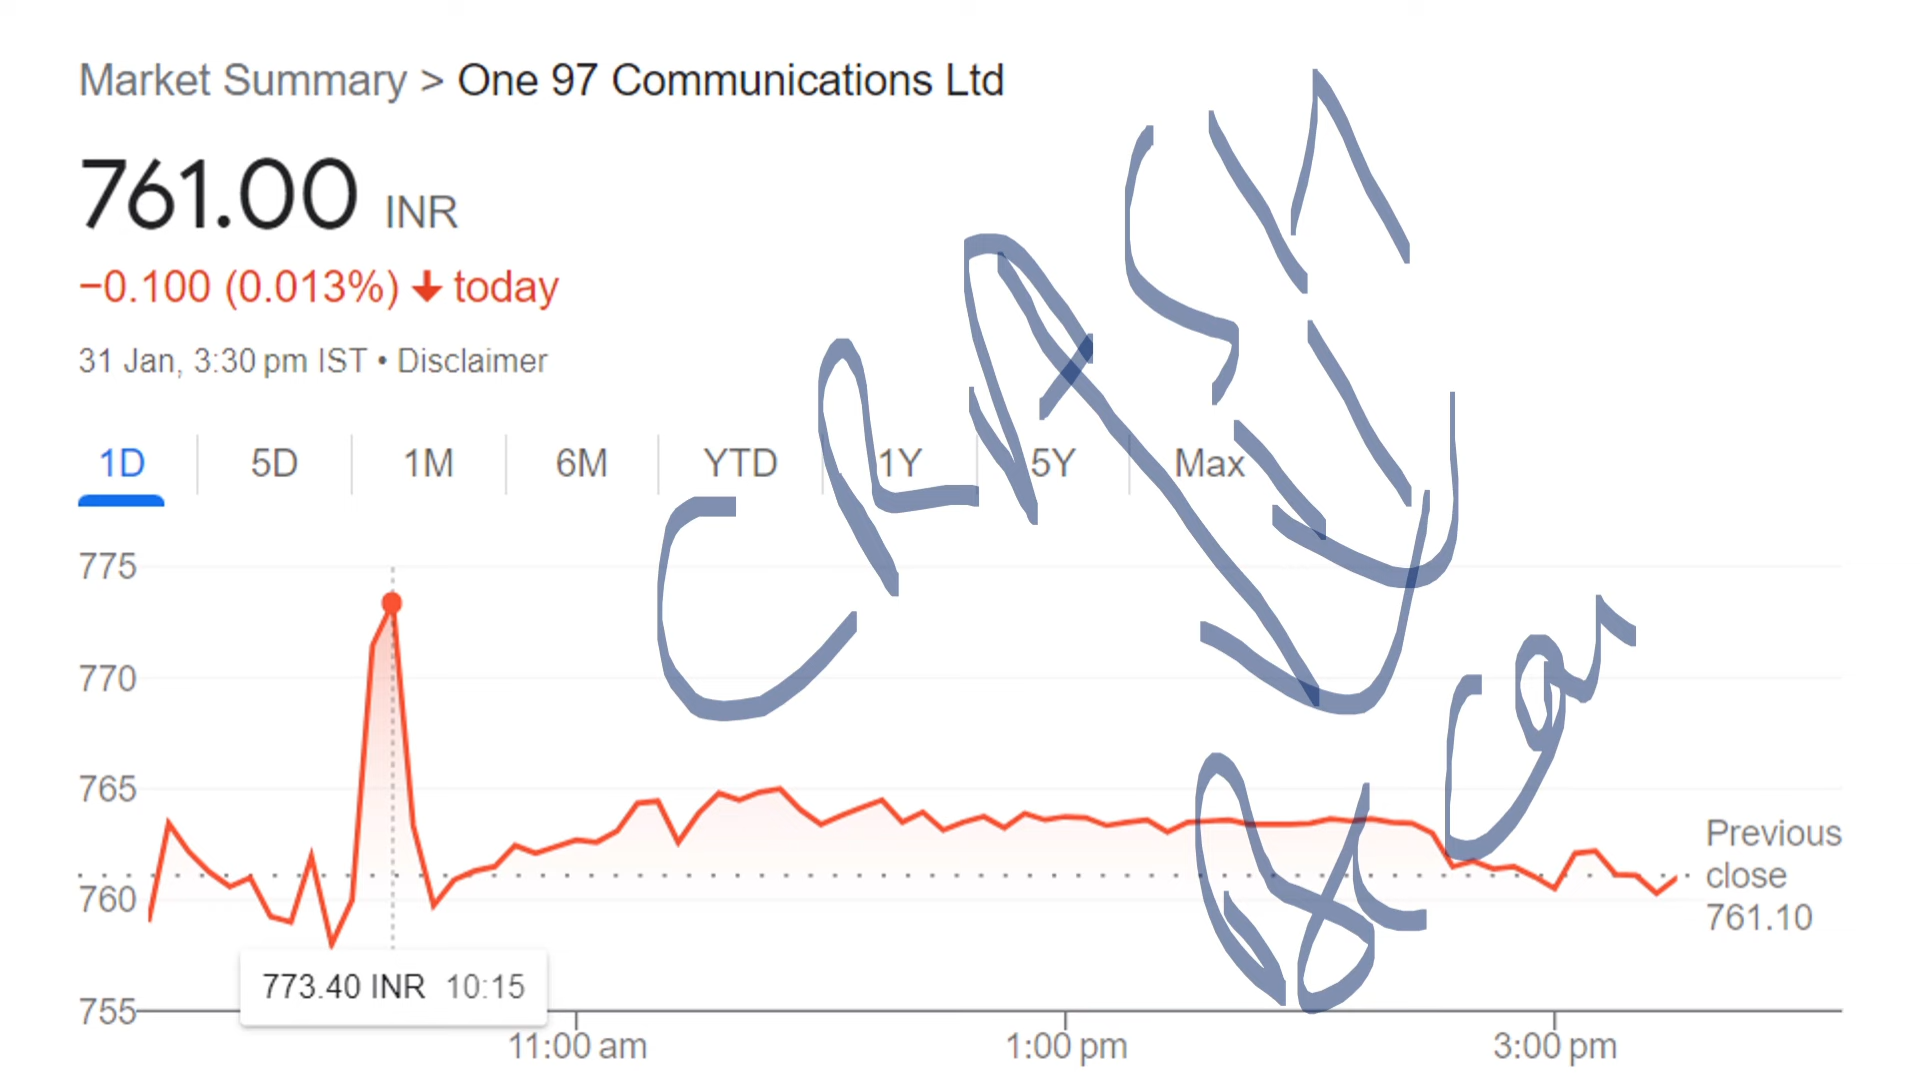 Market Summary > One 97 Communications Ltd
761.00 INR
−0.100 (0.013%) ↓ today
31 Jan, 3:30 pm IST • Disclaimer
1D 5D 1M 6M YTD 1Y 5Y Max
CRASH
775
770
765
760
755
773.40 INR 10:15
Previous
close
761.10
11:00 am 1:00 pm 3:00 pm